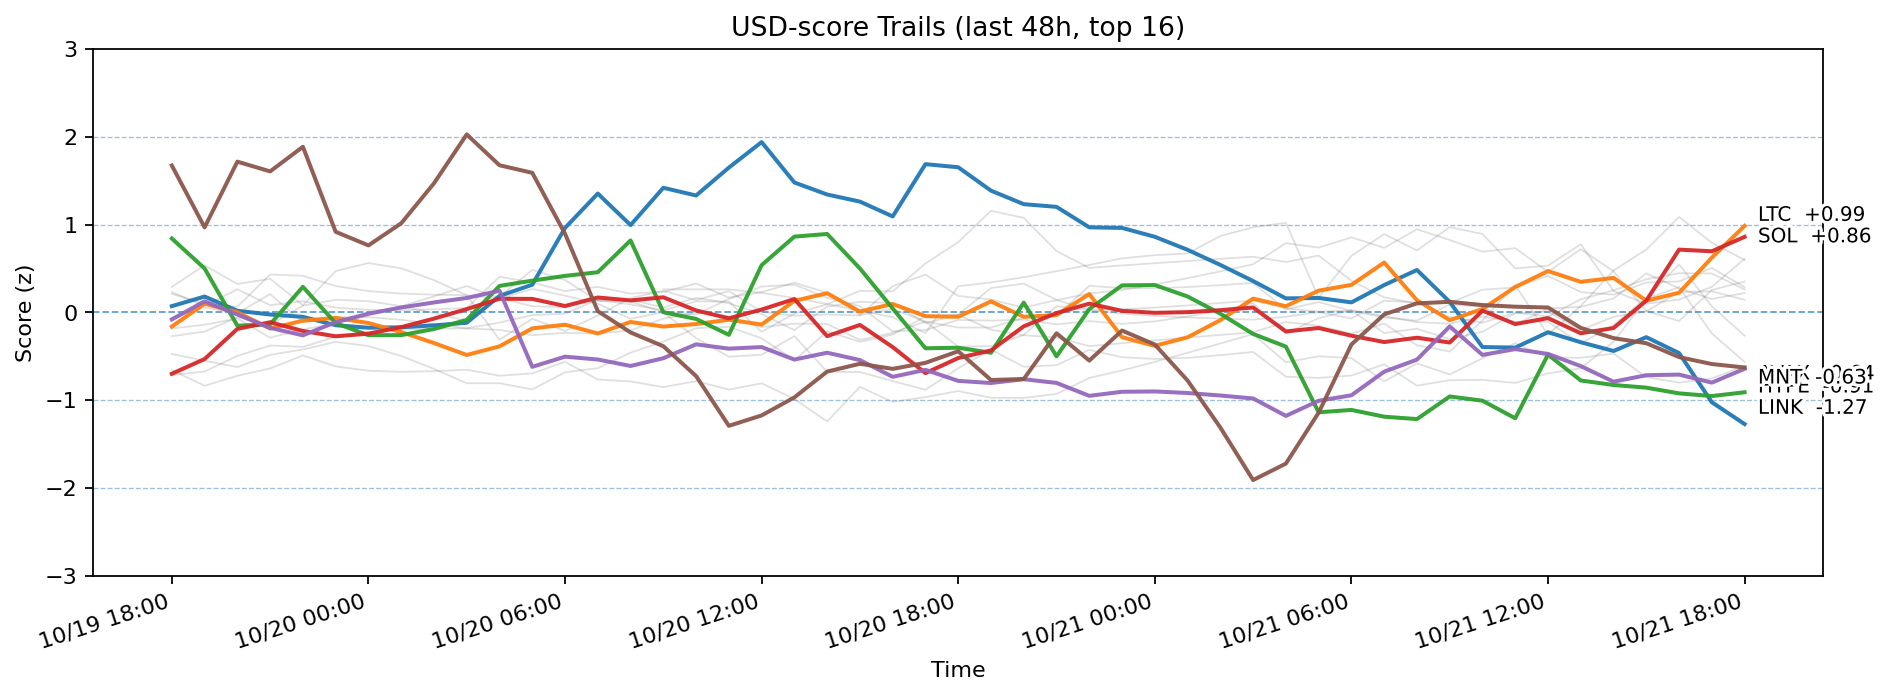 USD-score Trails (last 48h, top 16)
Score (z)
3
2
1
0
−1
−2
−3
LTC +0.99
SOL +0.86
MNT -0.63
LINK -1.27
10/19 18:00
10/20 00:00
10/20 06:00
10/20 12:00
10/20 18:00
10/21 00:00
10/21 06:00
10/21 12:00
10/21 18:00
Time